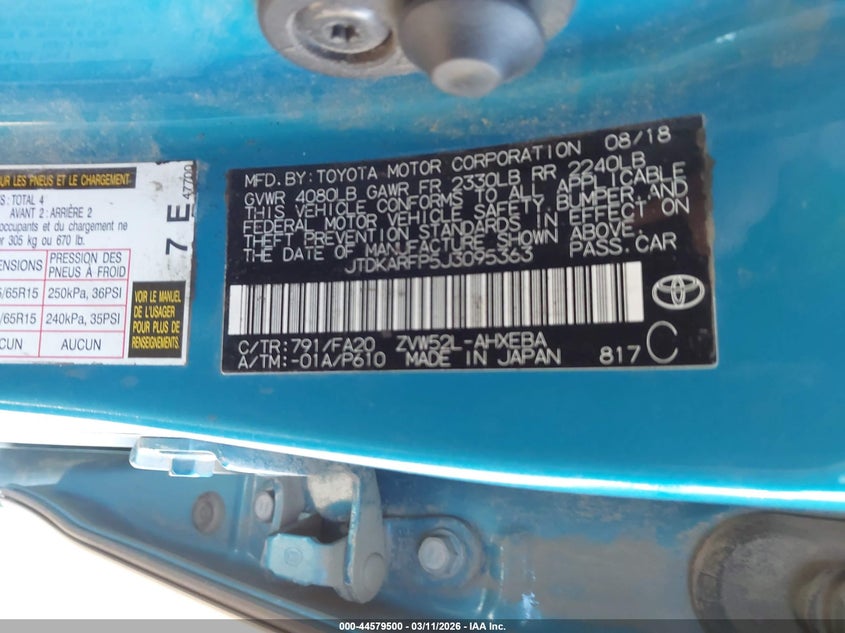 UR LES PNEUS ET LE CHARGEMENT
S : TOTAL 4
AVANT 2 : ARRIÈRE 2
occupants et du chargement ne
r 305 kg ou 670 lb.
ENSIONS
PRESSION DES
PNEUS À FROID
/65R15
250kPa, 36PSI
/65R15
240kPa, 35PSI
AUCUN
AUCUN
VOIR LE MANUEL
DE L'USAGER
POUR PLUS DE
RENSEIGNEMENTS
7 E
47700
MFD.BY:TOYOTA MOTOR CORPORATION 08/18
GVWR 4080LB GAWR FR 2330LB RR 2240LB
THIS VEHICLE CONFORMS TO ALL APPLICABLE
FEDERAL MOTOR VEHICLE SAFETY,BUMPER,AND
THEFT PREVENTION STANDARDS IN EFFECT ON
THE DATE OF MANUFACTURE SHOWN ABOVE.
JTDKARFP5J3095363 PASS.CAR
C/TR:791/FA20 ZVW52L-AHXEBA
A/TM:-01A/P610 MADE IN JAPAN 817 C
000-44579500 - 03/11/2026 - IAA Inc.